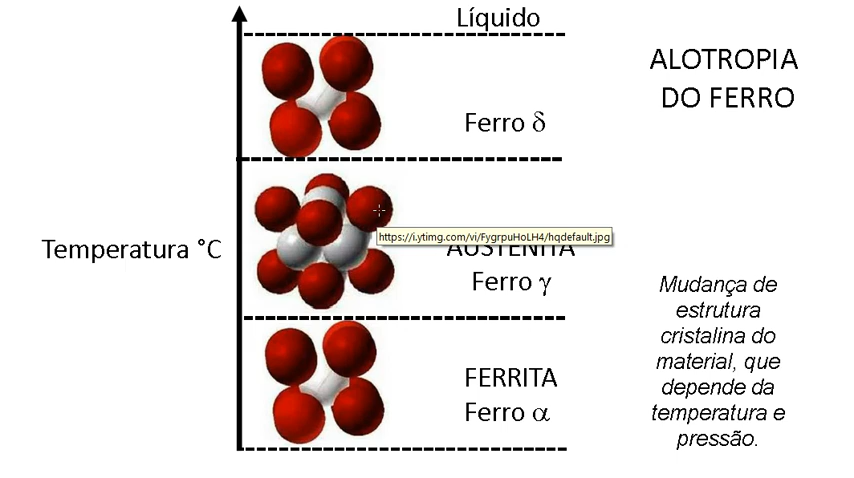 Líquido
ALOTROPIA
DO FERRO
Ferro δ
https://i.ytimg.com/vi/FygrpuHoLH4/hqdefault.jpg
Temperatura °C
AUSTENITA
Ferro γ
Mudança de
estrutura
cristalina do
material, que
depende da
temperatura e
pressão.
FERRITA
Ferro α